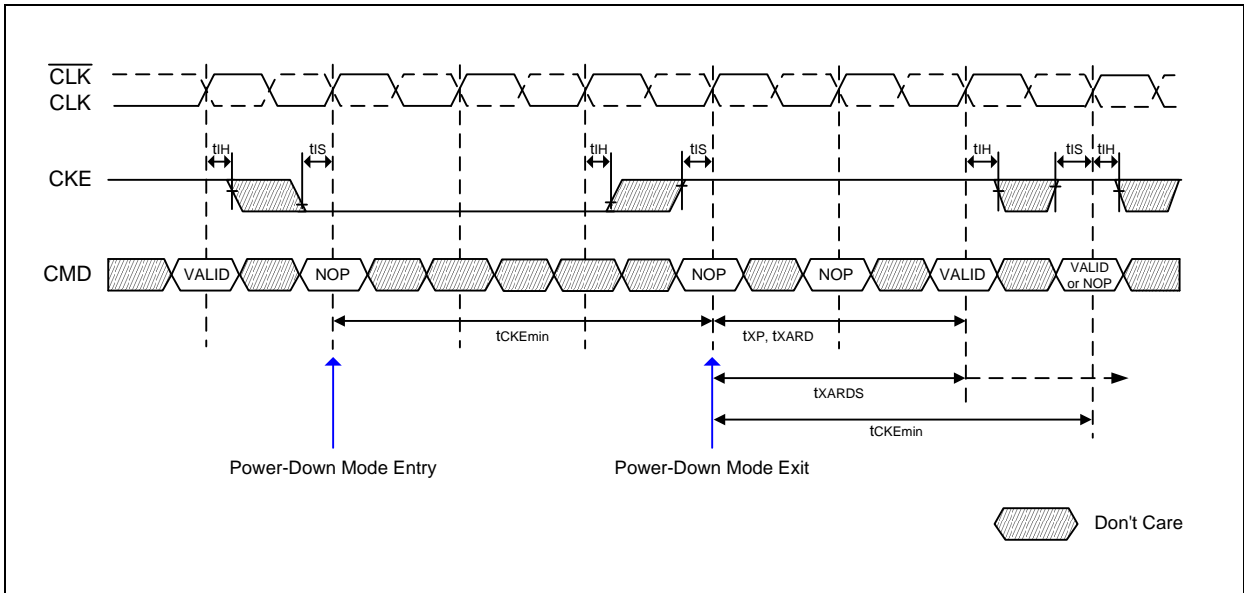 CLK
CLK
tIH tIS tIH tIS tIH tIS tIH
CKE
CMD VALID NOP NOP NOP VALID VALID or NOP
tCKEmin tXP, tXARD
tXARDS
tCKEmin
Power-Down Mode Entry Power-Down Mode Exit
Don't Care